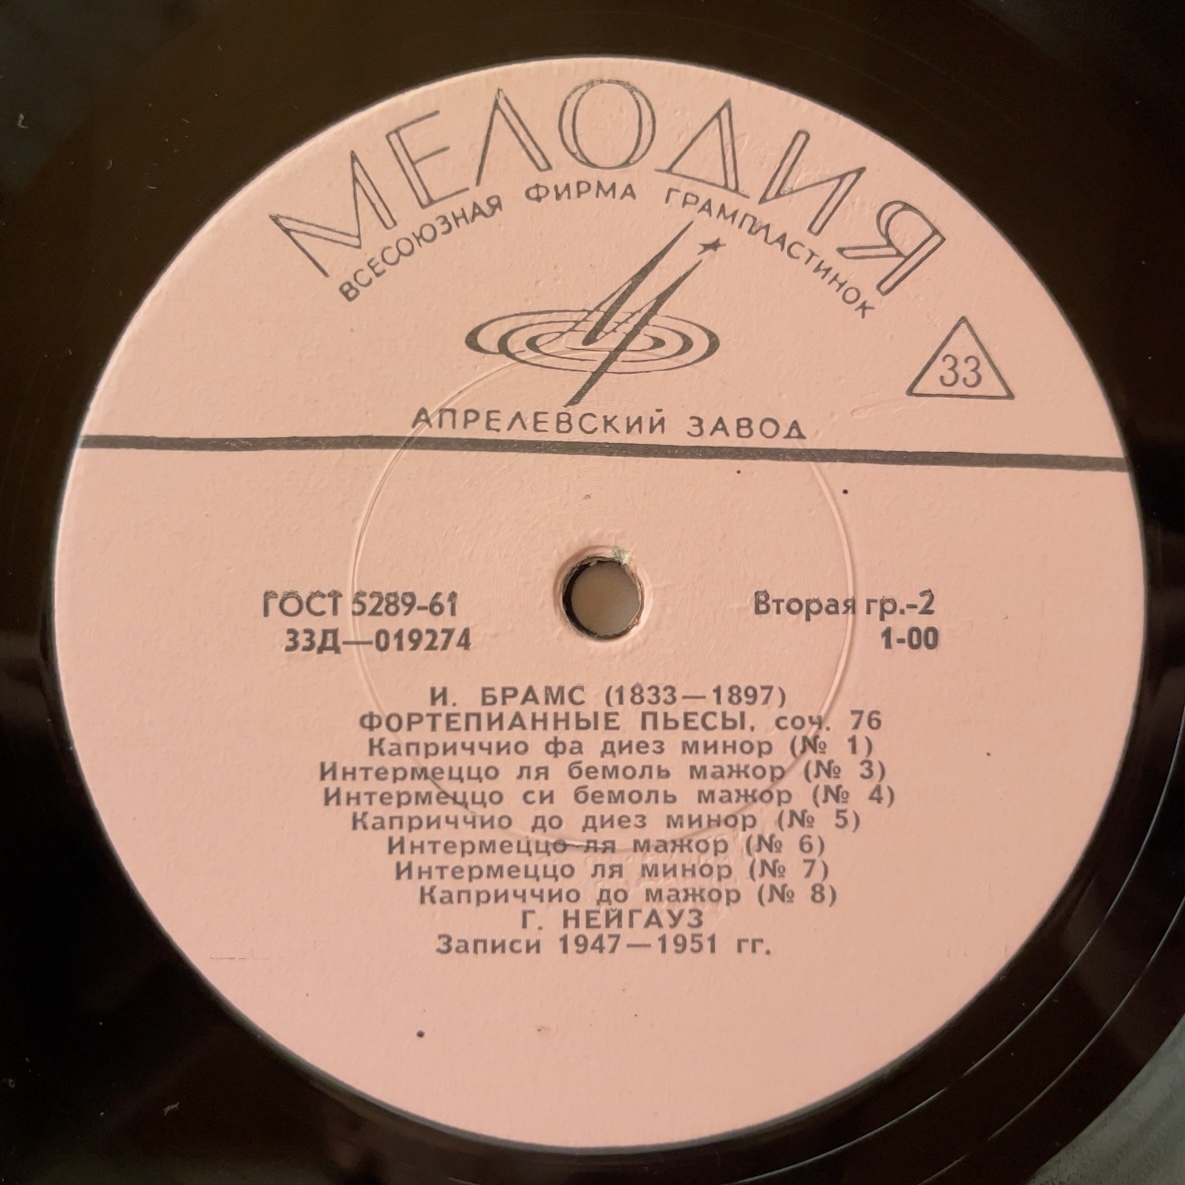 МЕЛОДИЯ
ВСЕСОЮЗНАЯ ФИРМА ГРАМПЛАСТИНОК
33
АПРЕЛЕВСКИЙ ЗАВОД
ГОСТ 5289-61 Вторая гр.-2
33Д—019274 1-00
И. БРАМС (1833—1897)
ФОРТЕПИАННЫЕ ПЬЕСЫ, соч. 76
Каприччио фа диез минор (№ 1)
Интермеццо ля бемоль мажор (№ 3)
Интермеццо си бемоль мажор (№ 4)
Каприччио до диез минор (№ 5)
Интермеццо ля мажор (№ 6)
Интермеццо ля минор (№ 7)
Каприччио до мажор (№ 8)
Г. НЕЙГАУЗ
Записи 1947—1951 гг.